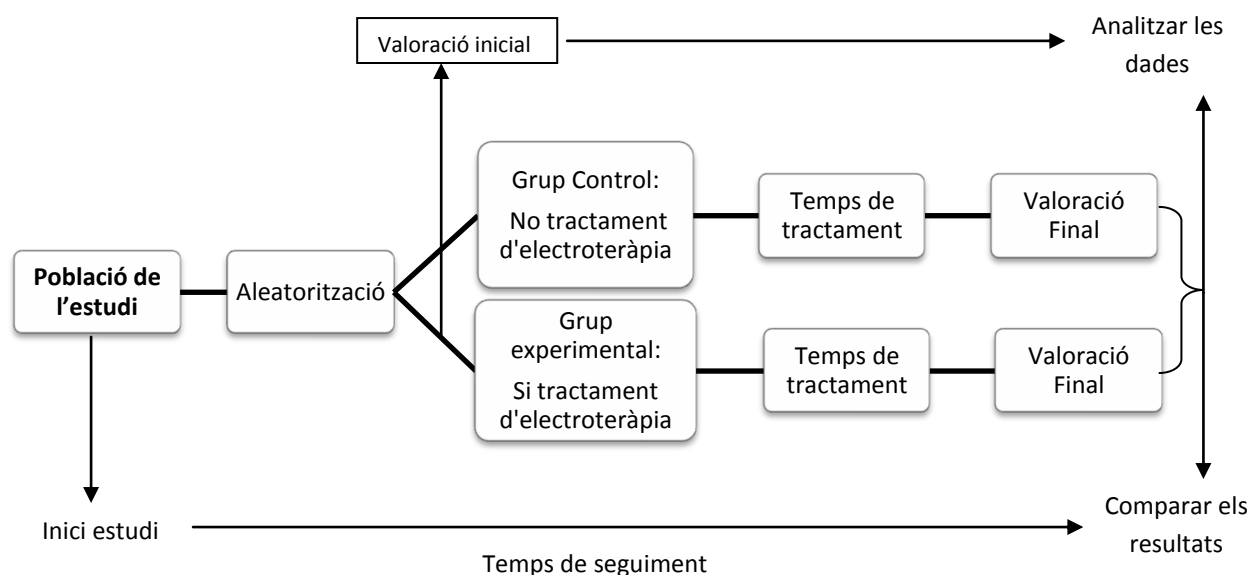 Valoració inicial
Analitzar les
dades
Grup Control:
No tractament
d'electroteràpia
Temps de
tractament
Valoració
Final
Població de
l'estudi
Aleatorització
Grup
experimental:
Si tractament
d'electroteràpia
Temps de
tractament
Valoració
Final
Inici estudi
Temps de seguiment
Comparar els
resultats